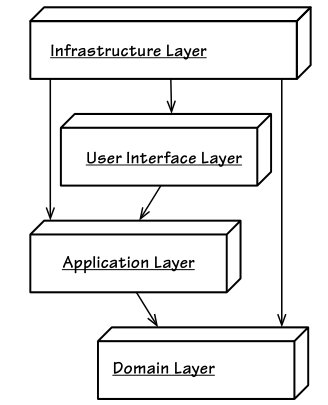 Infrastructure Layer
User Interface Layer
Application Layer
Domain Layer